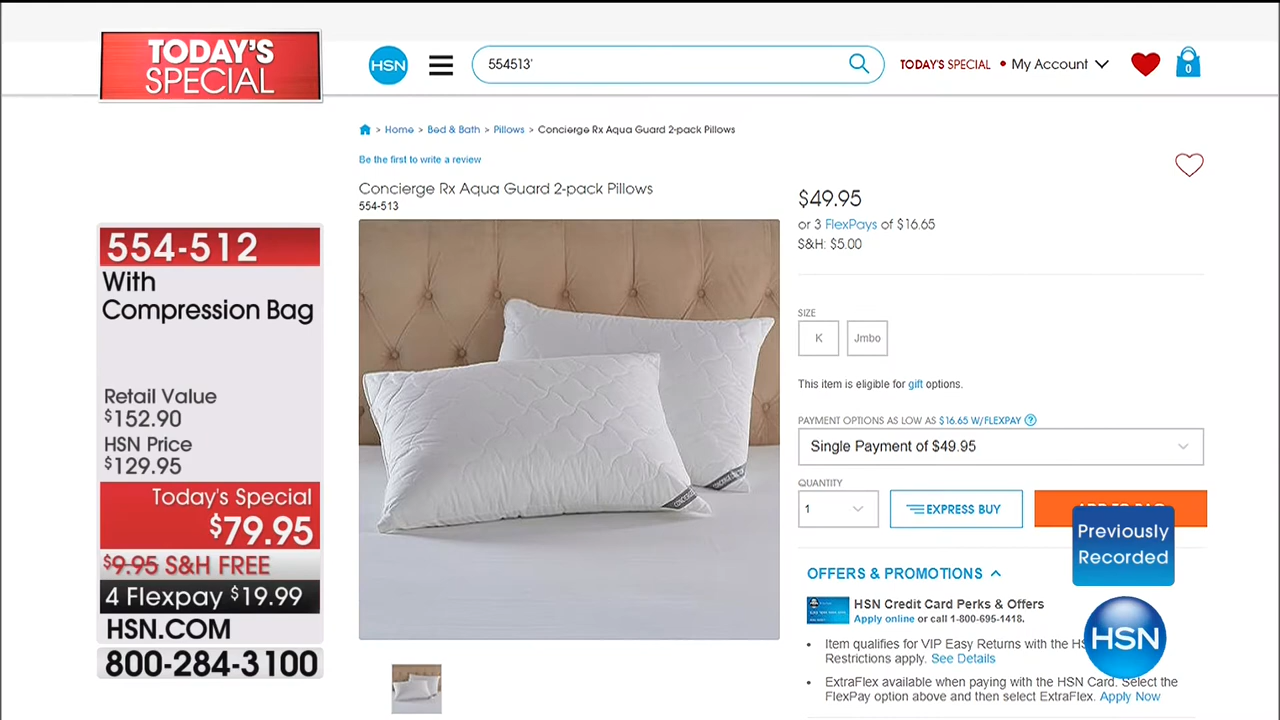 TODAY'S
SPECIAL
HSN
554513'
TODAY'S SPECIAL • My Account
0
> Home > Bed & Bath > Pillows > Concierge Rx Aqua Guard 2-pack Pillows
Be the first to write a review
Concierge Rx Aqua Guard 2-pack Pillows
554-513
$49.95
or 3 FlexPays of $16.65
S&H: $5.00
SIZE
K
Jmbo
This item is eligible for gift options.
PAYMENT OPTIONS AS LOW AS $16.65 W/FLEXPAY ?
Single Payment of $49.95
QUANTITY
1
EXPRESS BUY
Previously
Recorded
OFFERS & PROMOTIONS
HSN Credit Card Perks & Offers
Apply online or call 1-800-695-1418.
• Item qualifies for VIP Easy Returns with the
Restrictions apply. See Details
• ExtraFlex available when paying with the HSN Card. Select the
FlexPay option above and then select ExtraFlex. Apply Now
HSN
554-512
With
Compression Bag
Retail Value
$152.90
HSN Price
$129.95
Today's Special
$79.95
$9.95 S&H FREE
4 Flexpay $19.99
HSN.COM
800-284-3100